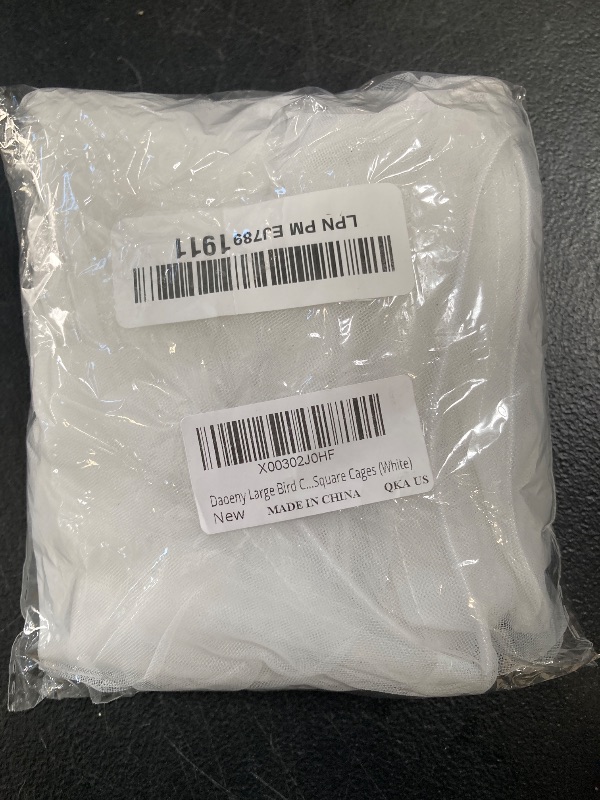 LPN PM EJ7891911
X00302J0HF
Daoeny Large Bird C...Square Cages (White)
New
MADE IN CHINA QKA US